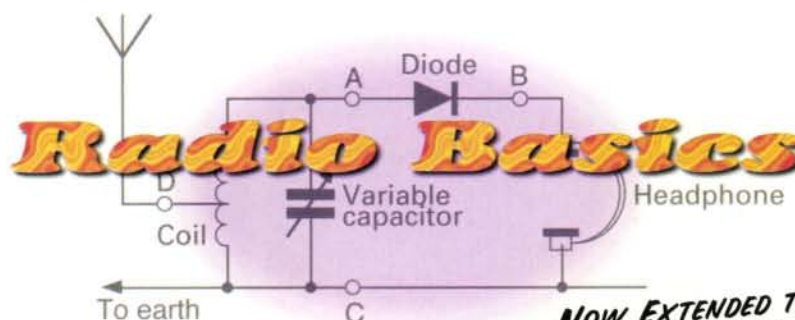 A Diode B
Radio Basics
D
Variable
capacitor
Headphone
Coil
To earth
C
NOW EXTENDED